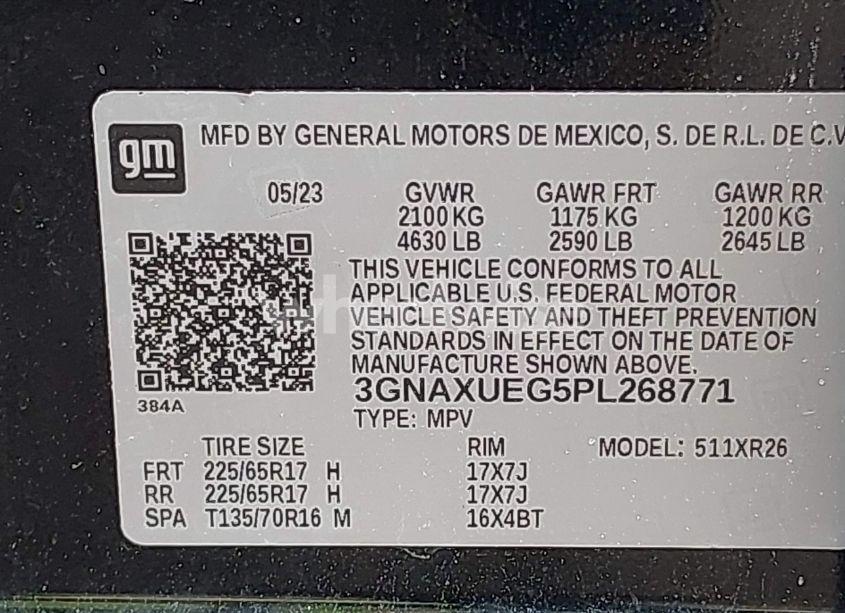 gm
MFD BY GENERAL MOTORS DE MEXICO, S. DE R.L. DE C.V
05/23 GVWR GAWR FRT GAWR RR
2100 KG 1175 KG 1200 KG
4630 LB 2590 LB 2645 LB
THIS VEHICLE CONFORMS TO ALL
APPLICABLE U.S. FEDERAL MOTOR
VEHICLE SAFETY AND THEFT PREVENTION
STANDARDS IN EFFECT ON THE DATE OF
MANUFACTURE SHOWN ABOVE.
3GNAXUEG5PL268771
384A
TYPE: MPV
TIRE SIZE RIM MODEL: 511XR26
FRT 225/65R17 H 17X7J
RR 225/65R17 H 17X7J
SPA T135/70R16 M 16X4BT